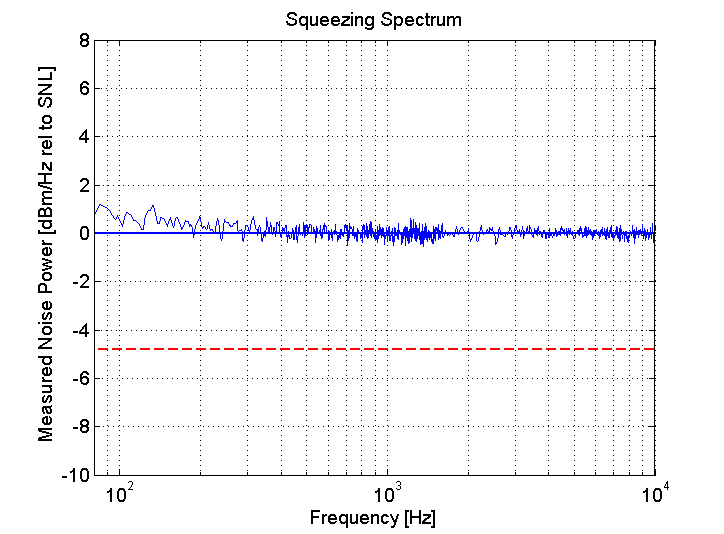 Squeezing Spectrum
Measured Noise Power [dBm/Hz rel to SNL]
8
6
4
2
0
-2
-4
-6
-8
-10
10^2 10^3 10^4
Frequency [Hz]